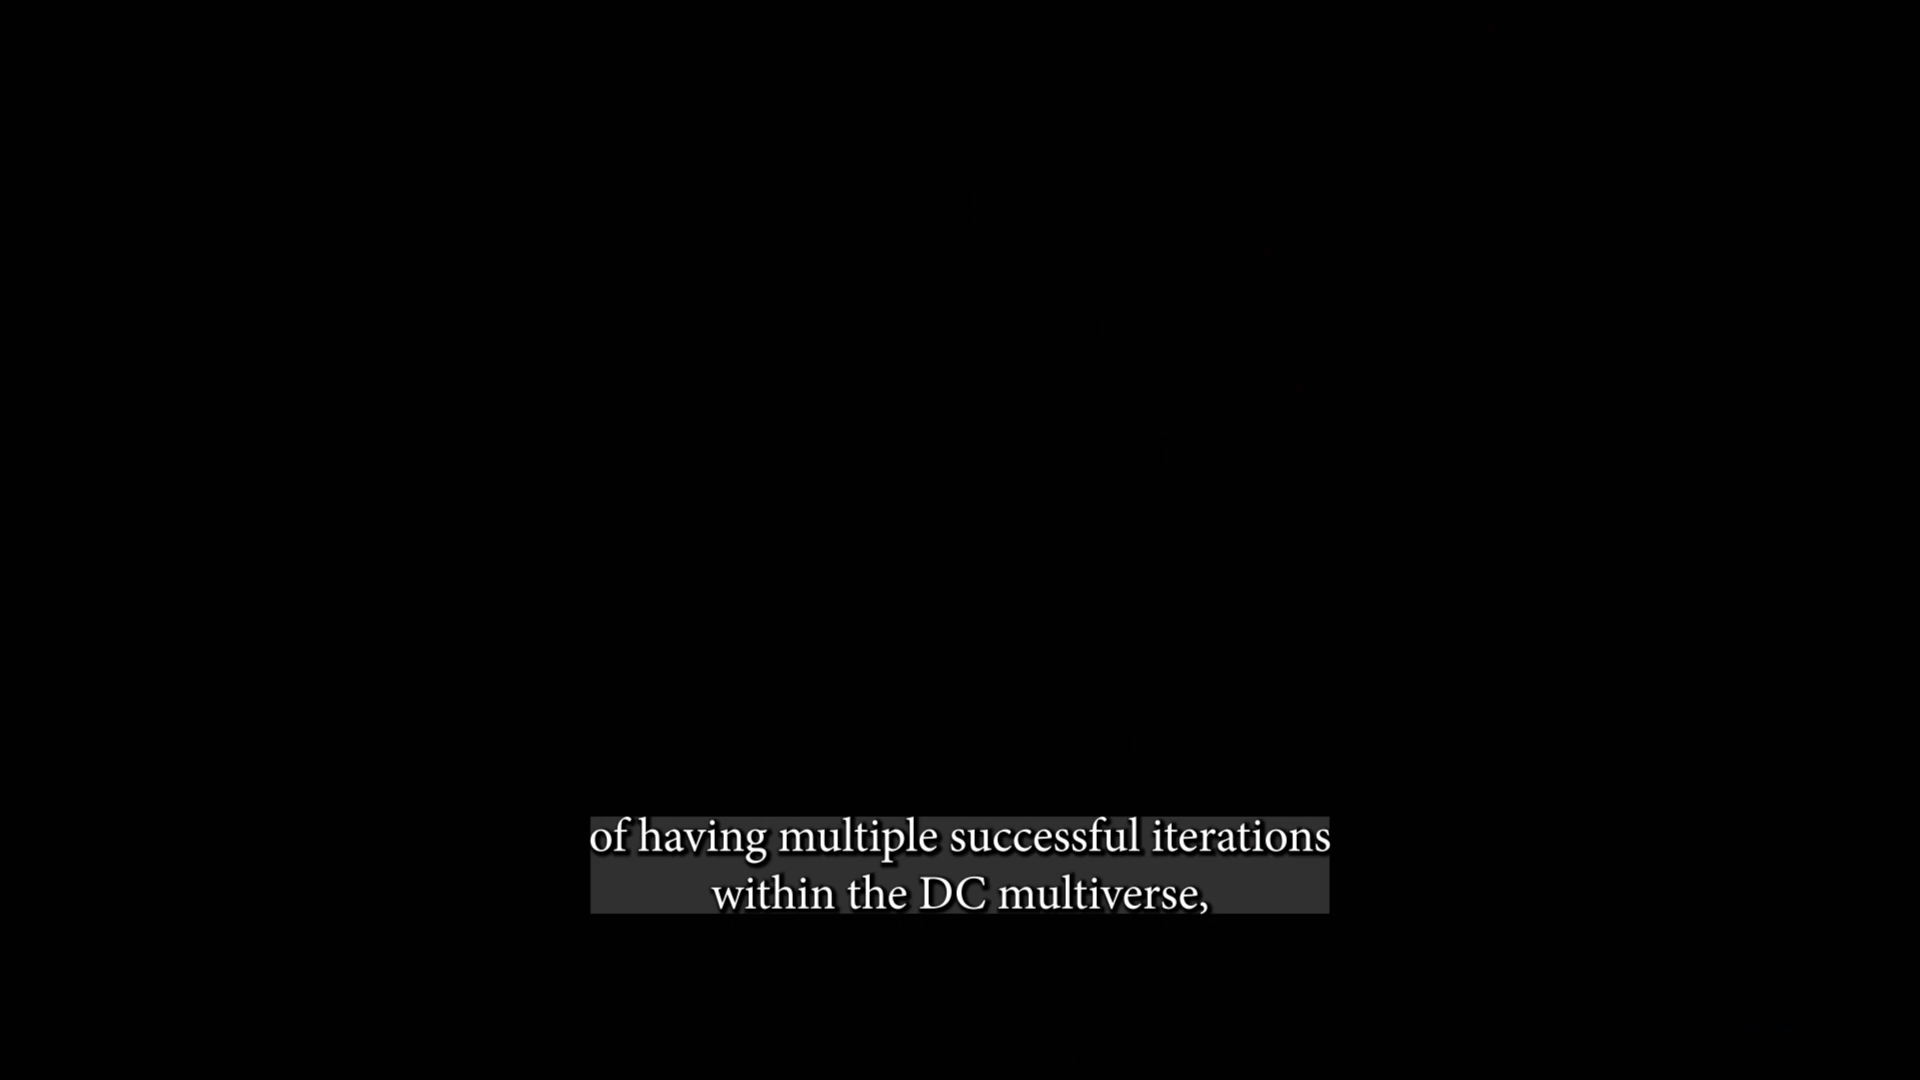 of having multiple successful iterations
within the DC multiverse,